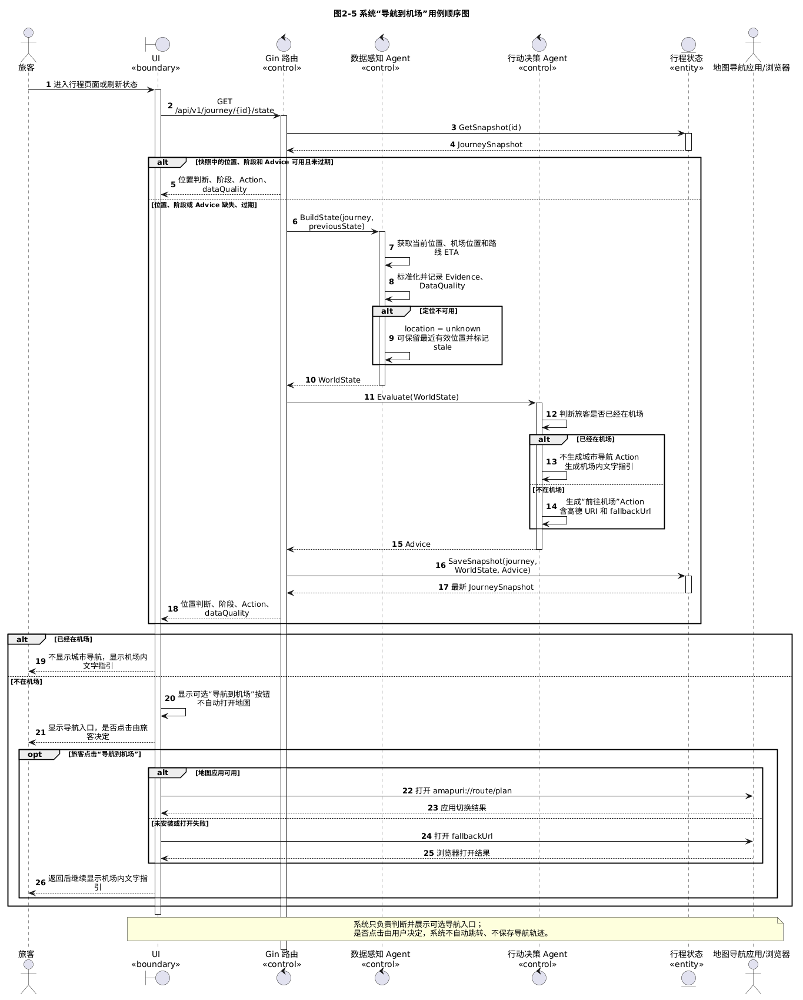 图2-5 系统“导航到机场”用例顺序图
旅客
UI
«boundary»
Gin 路由
«control»
数据感知 Agent
«control»
行动决策 Agent
«control»
行程状态
«entity»
地图导航应用/浏览器
1 进入行程页面或刷新状态
2 GET
/api/v1/journey/{id}/state
3 GetSnapshot(id)
4 JourneySnapshot
alt [快照中的位置、阶段和 Advice 可用且未过期]
5 位置判断、阶段、Action、
dataQuality
[位置、阶段或 Advice 缺失、过期]
6 BuildState(journey,
previousState)
7 获取当前位置、机场位置和路
线 ETA
8 标准化并记录 Evidence、
DataQuality
alt [定位不可用]
location = unknown
9 可保留最近有效位置并标记
stale
10 WorldState
11 Evaluate(WorldState)
12 判断旅客是否已经在机场
alt [已经在机场]
13 不生成城市导航 Action
生成机场内文字指引
[不在机场]
14 生成“前往机场”Action
含高德 URI 和 fallbackUrl
15 Advice
16 SaveSnapshot(journey,
WorldState, Advice)
17 最新 JourneySnapshot
18 位置判断、阶段、Action、
dataQuality
alt [已经在机场]
19 不显示城市导航，显示机场内
文字指引
[不在机场]
20 显示可选“导航到机场”按钮
不自动打开地图
21 显示导航入口，是否点击由旅
客决定
opt [旅客点击“导航到机场”]
alt [地图应用可用]
22 打开 amapuri://route/plan
23 应用切换结果
[未安装或打开失败]
24 打开 fallbackUrl
25 浏览器打开结果
26 返回后继续显示机场内文字指
引
系统只负责判断并展示可选导航入口；
是否点击由用户决定，系统不自动跳转、不保存导航轨迹。
旅客
UI
«boundary»
Gin 路由
«control»
数据感知 Agent
«control»
行动决策 Agent
«control»
行程状态
«entity»
地图导航应用/浏览器